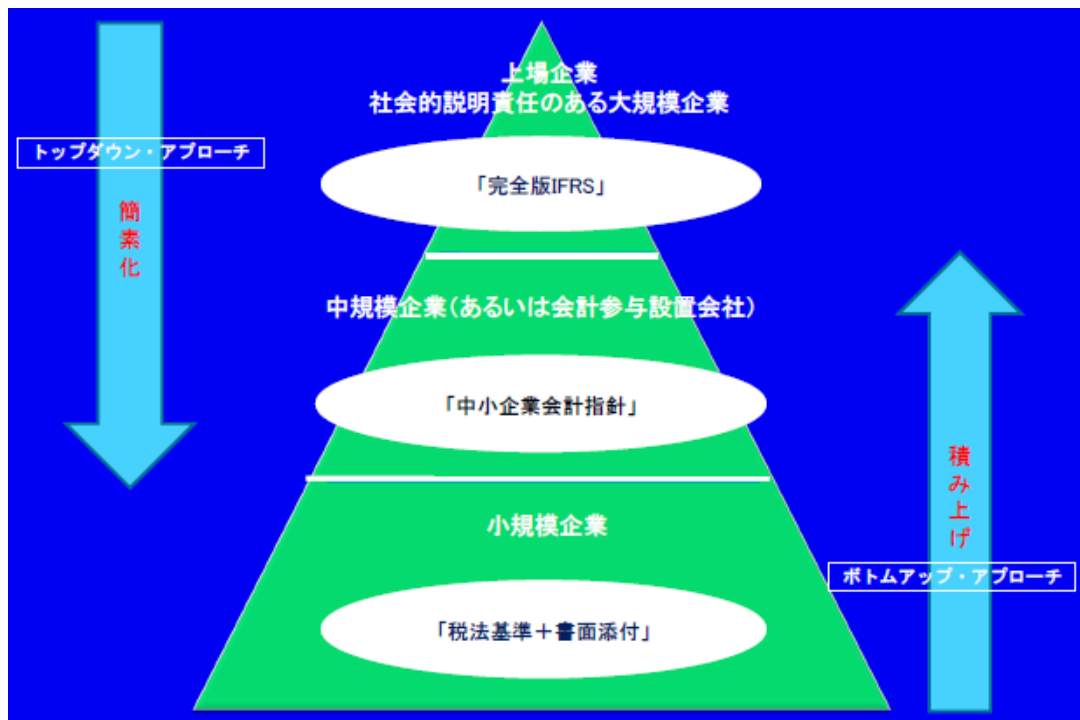 上場企業
社会的説明責任のある大規模企業
トップダウン・アプローチ
「完全版IFRS」
簡素化
中規模企業(あるいは会計参与設置会社)
「中小企業会計指針」
積み上げ
小規模企業
ボトムアップ・アプローチ
「税法基準+書面添付」